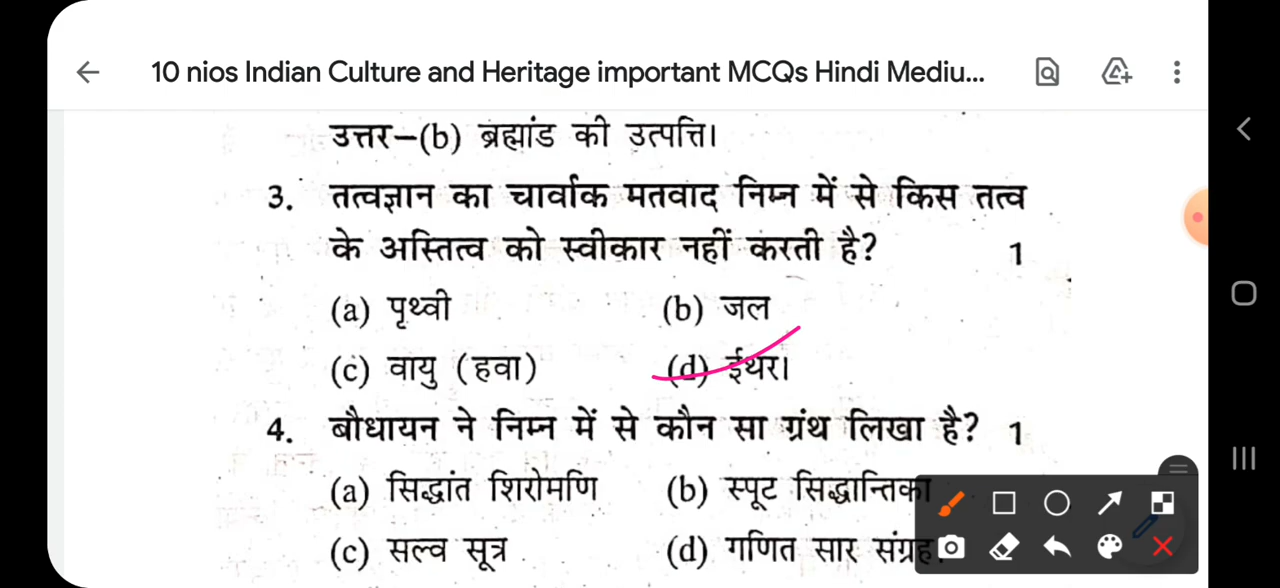 10 nios Indian Culture and Heritage important MCQs Hindi Mediu...
उत्तर–(b) ब्रह्मांड की उत्पत्ति।
3. तत्वज्ञान का चार्वाक मतवाद निम्न में से किस तत्व
के अस्तित्व को स्वीकार नहीं करती है? 1
(a) पृथ्वी (b) जल
(c) वायु (हवा) (d) ईथर।
4. बौधायन ने निम्न में से कौन सा ग्रंथ लिखा है? 1
(a) सिद्धांत शिरोमणि (b) स्पूट सिद्धान्तिका
(c) सल्व सूत्र (d) गणित सार संग्रह